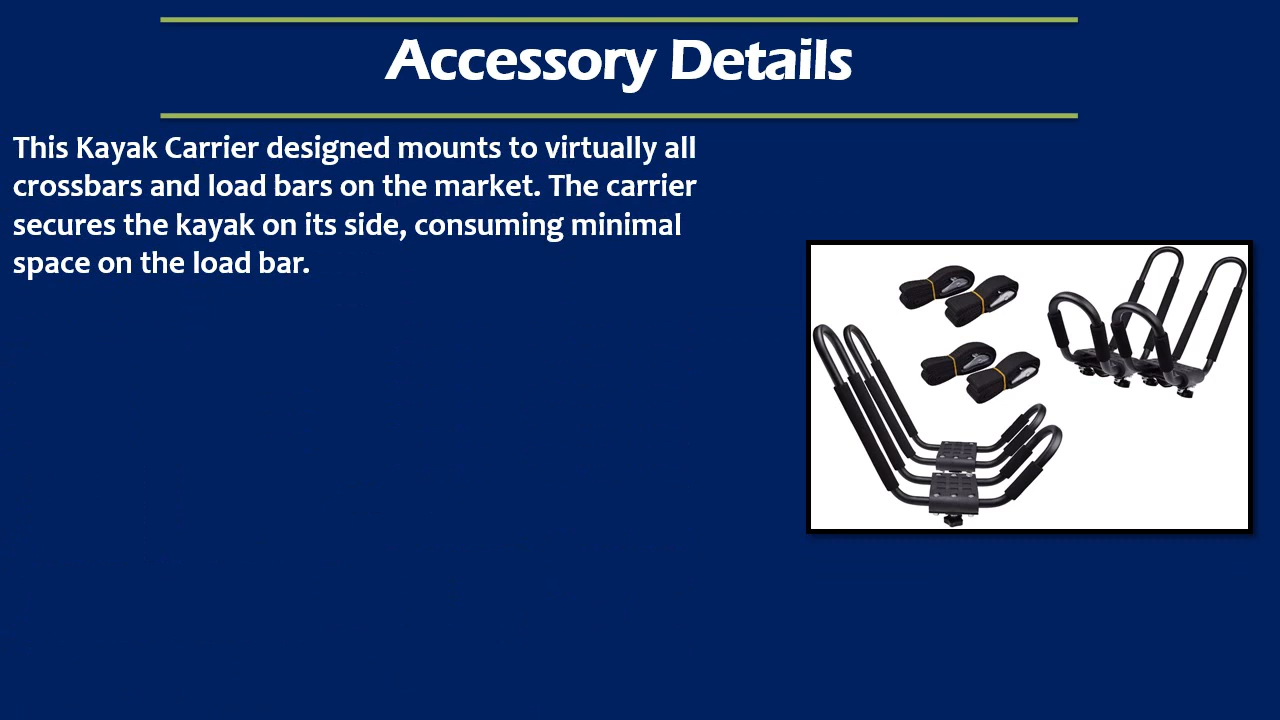 Accessory Details
This Kayak Carrier designed mounts to virtually all
crossbars and load bars on the market. The carrier
secures the kayak on its side, consuming minimal
space on the load bar.